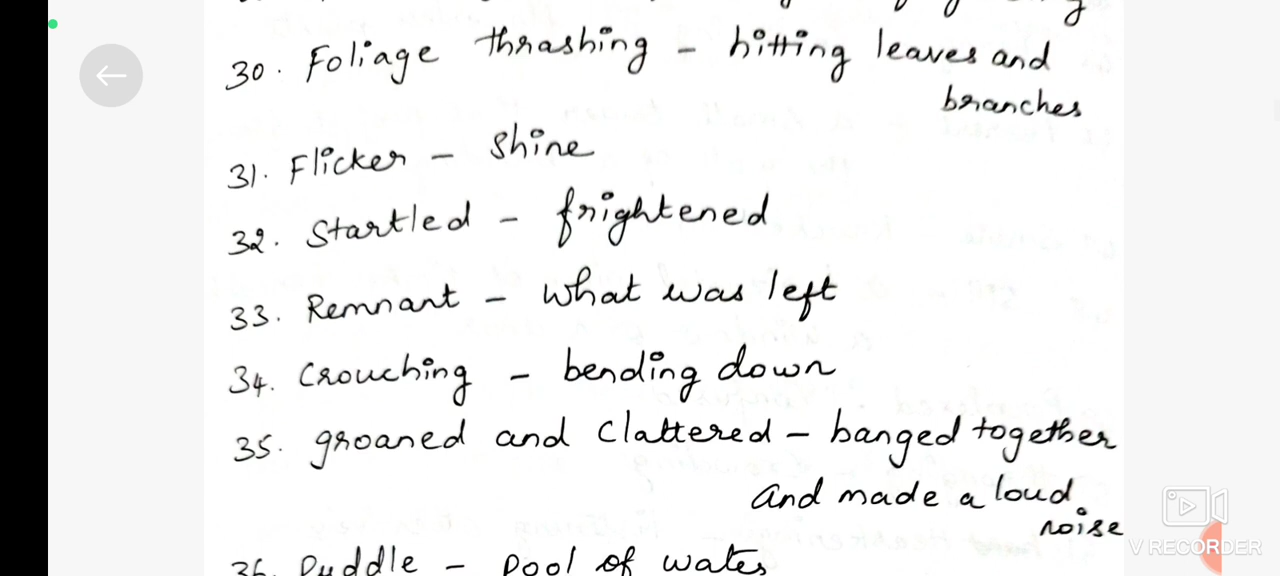 30. Foliage thrashing - hitting leaves and
branches
31. Flicker - Shine
32. Startled - frightened
33. Remnant - what was left
34. Crouching - bending down
35. groaned and Clattered - banged together
and made a loud
noise
36. Puddle - Pool of water
V RECORDER